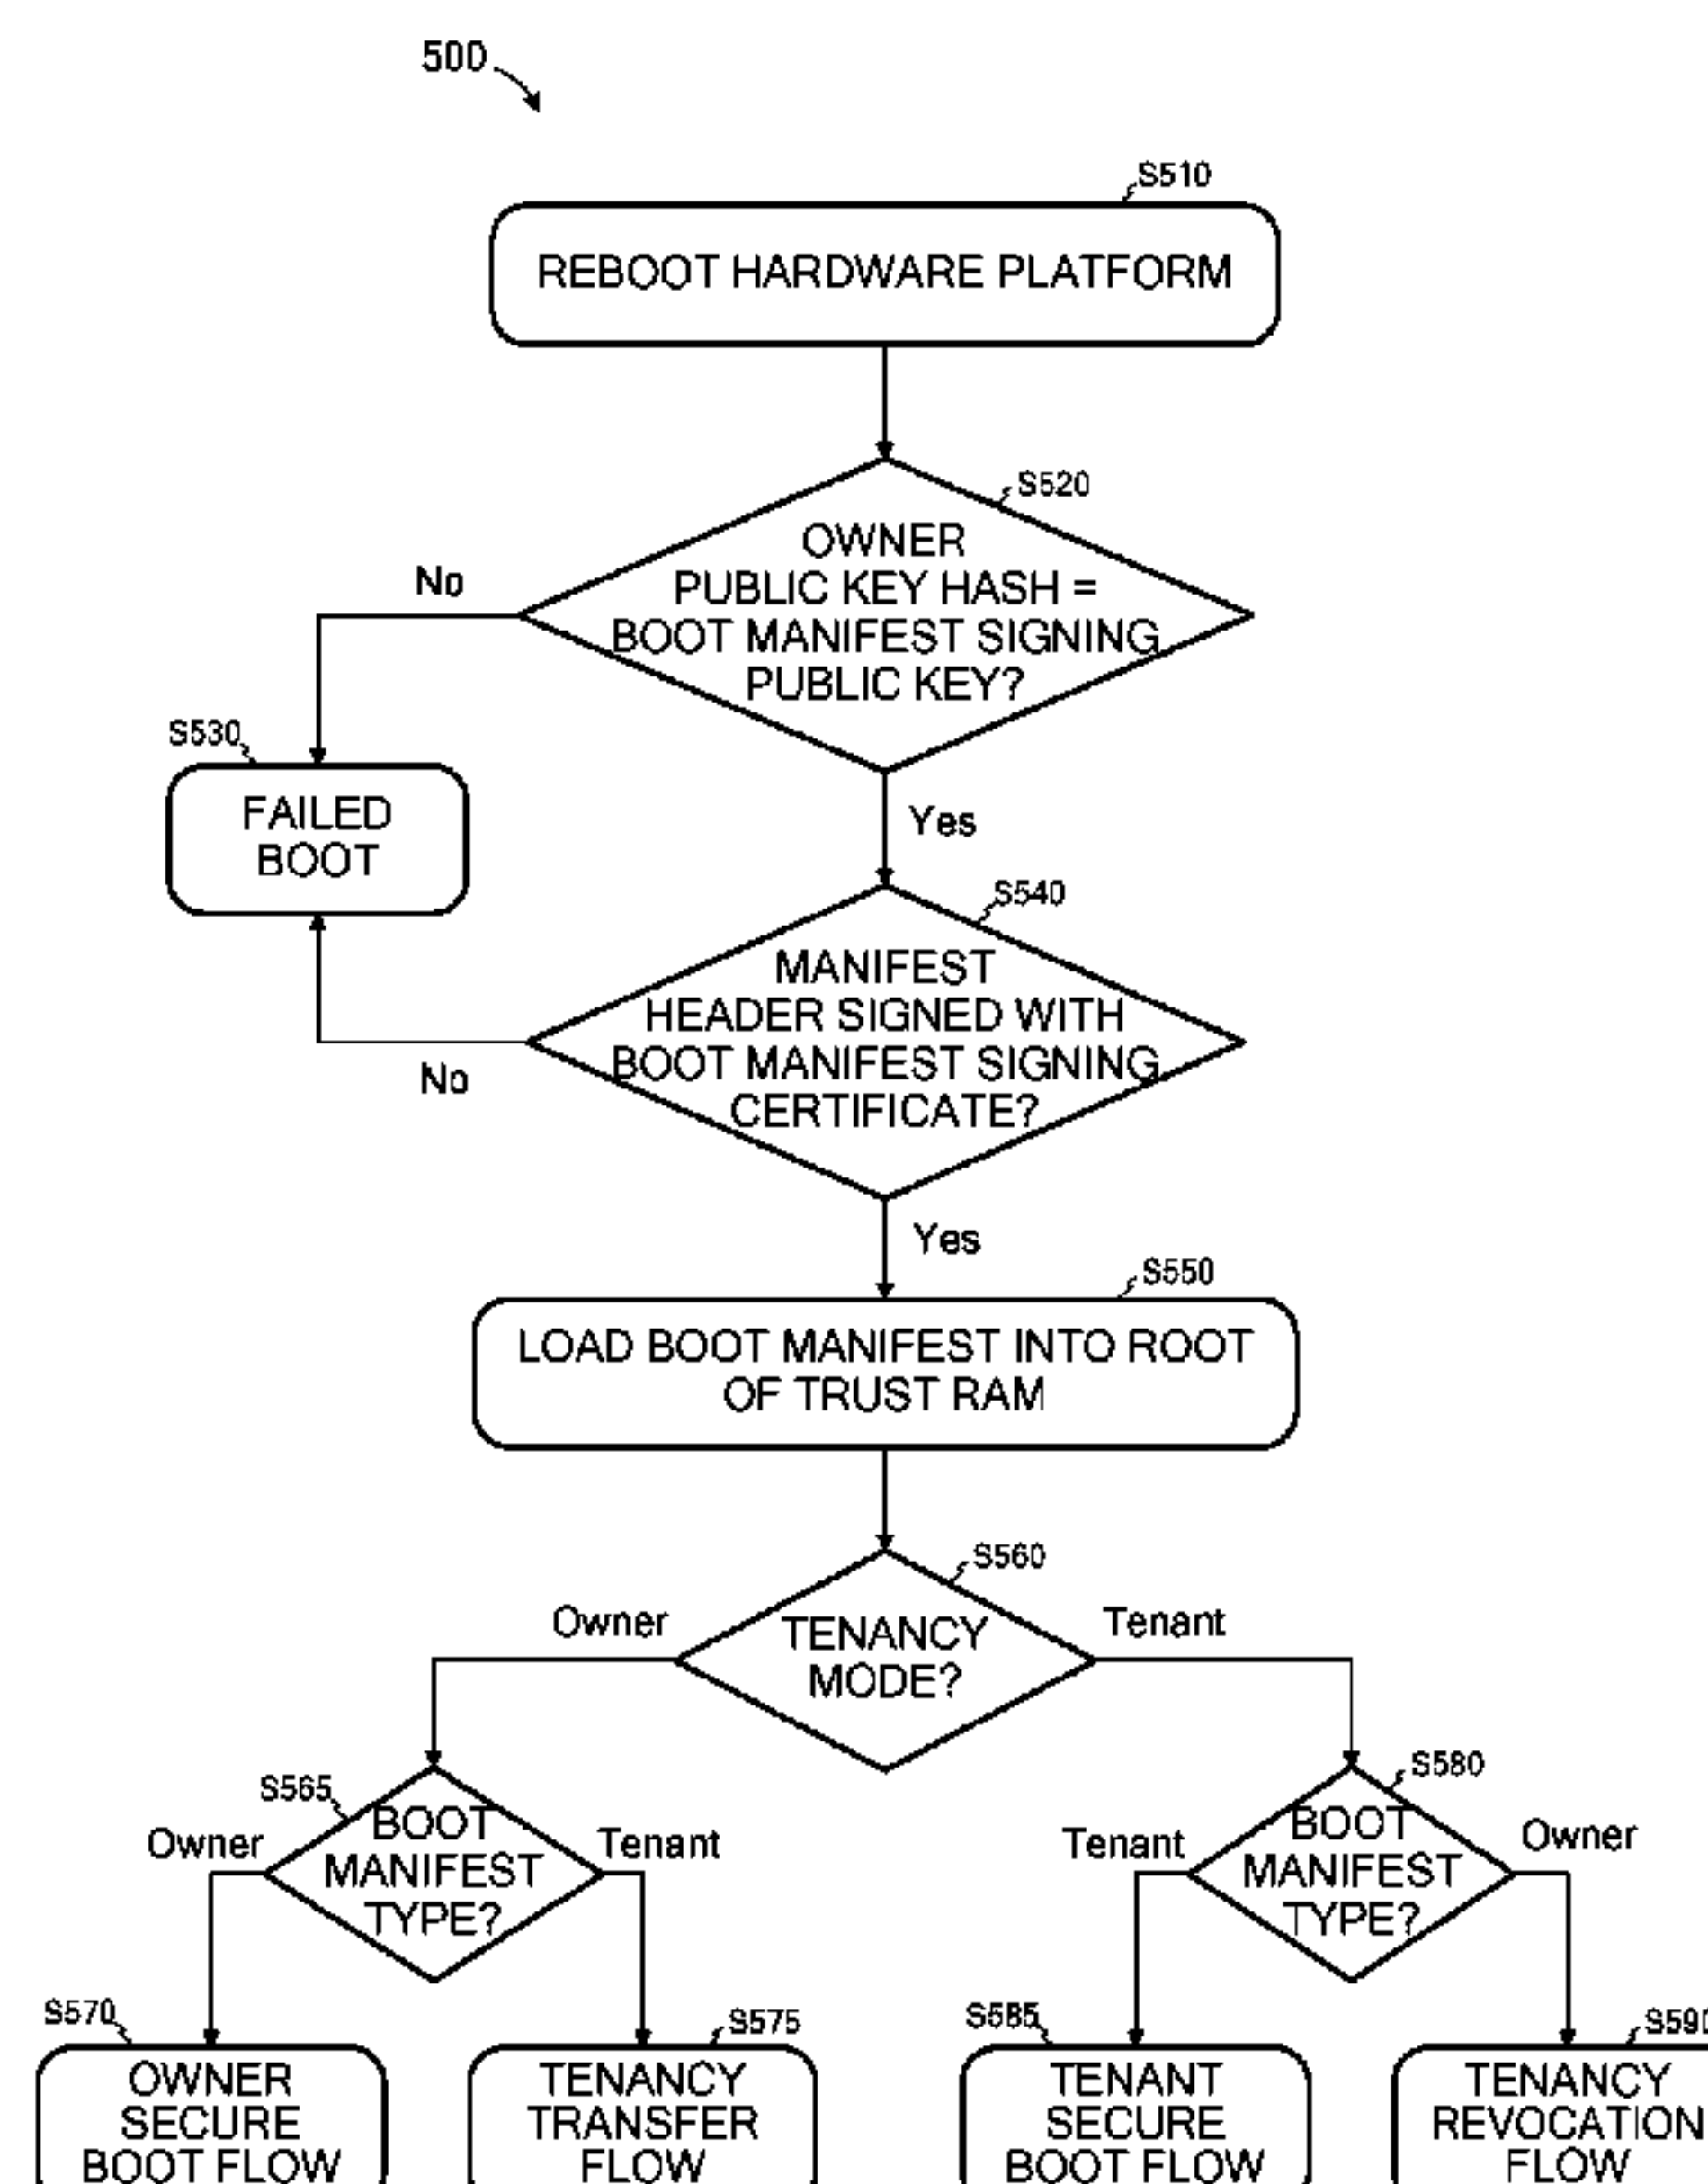 500
S510
REBOOT HARDWARE PLATFORM
S520
OWNER
PUBLIC KEY HASH =
BOOT MANIFEST SIGNING
PUBLIC KEY?
No
S530
FAILED
BOOT
Yes
S540
MANIFEST
HEADER SIGNED WITH
BOOT MANIFEST SIGNING
CERTIFICATE?
No
Yes
S550
LOAD BOOT MANIFEST INTO ROOT
OF TRUST RAM
S560
TENANCY
MODE?
Owner
Tenant
S565
BOOT
MANIFEST
TYPE?
Owner
Tenant
S580
BOOT
MANIFEST
TYPE?
Tenant
Owner
S570
OWNER
SECURE
BOOT FLOW
S575
TENANCY
TRANSFER
FLOW
S585
TENANT
SECURE
BOOT FLOW
S590
TENANCY
REVOCATION
FLOW